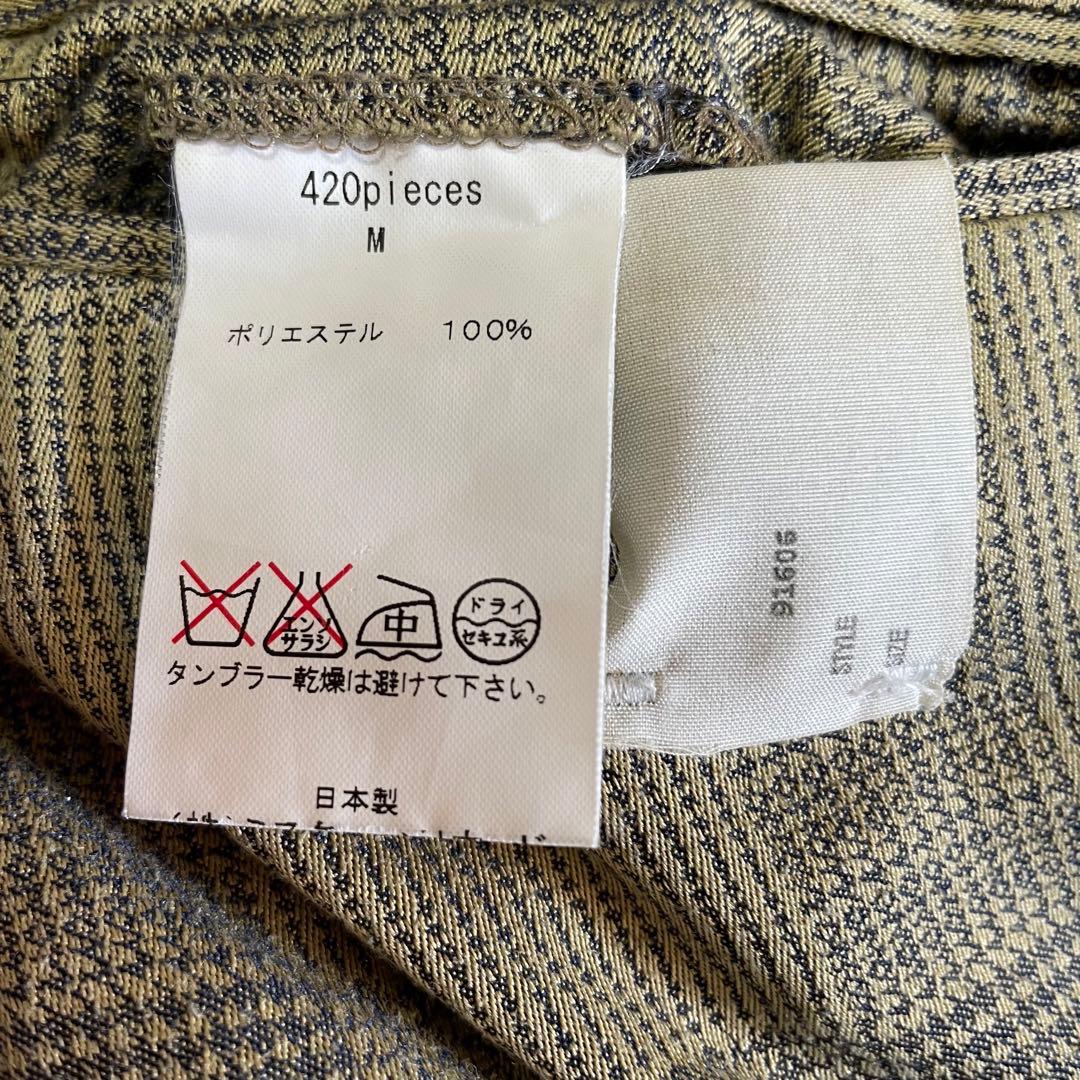 420pieces
M
ポリエステル 100%
エンソ
サラシ
中
ドライ
セキユ系
タンブラー乾燥は避けて下さい。
日本製
91606
STYLE
SIZE